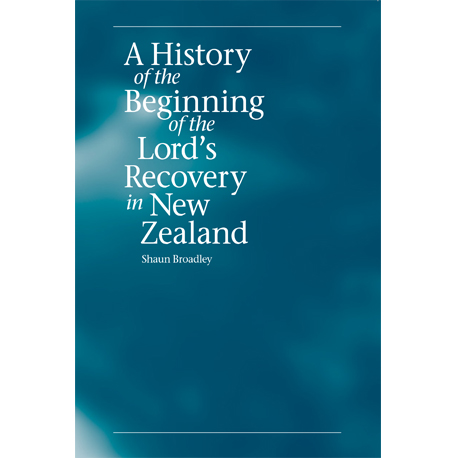 A History
of the
Beginning
of the
Lord's
Recovery
in New
Zealand
Shaun Broadley